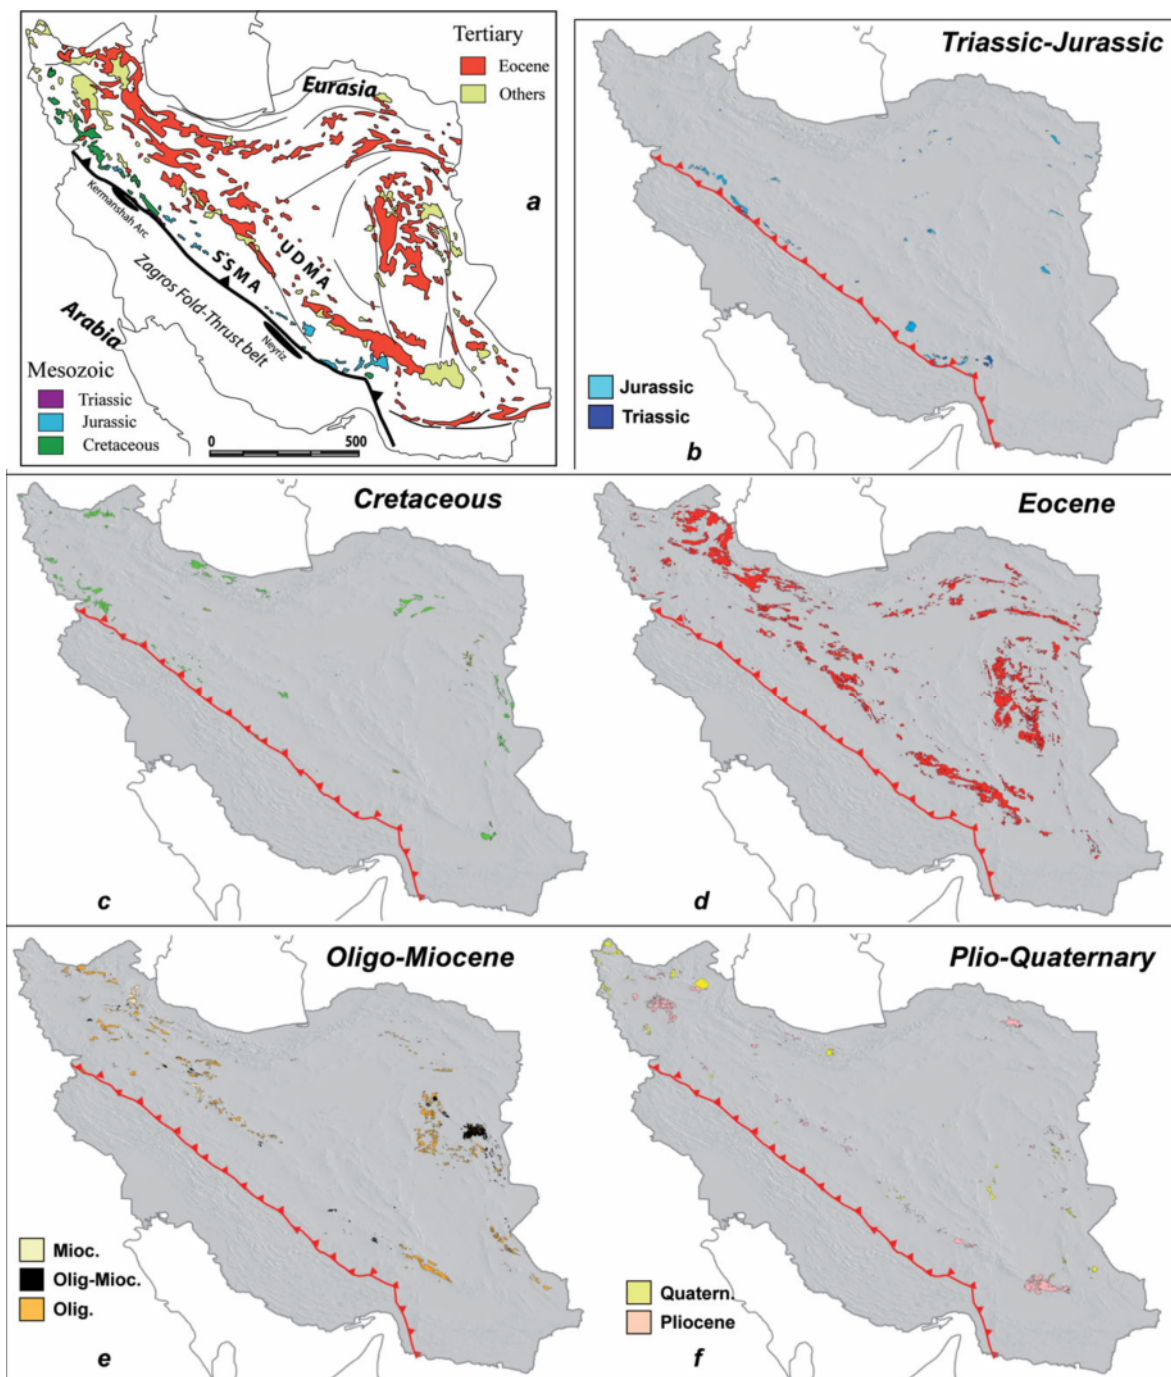 Tertiary
Eocene
Others
Eurasia
a
Kermanshah Arc
SSMA
UDMA
Zagros Fold-Thrust belt
Neyriz
Arabia
Mesozoic
Triassic
Jurassic
Cretaceous
0
500
Triassic-Jurassic
Jurassic
Triassic
b
Cretaceous
c
Eocene
d
Oligo-Miocene
Mioc.
Olig-Mioc.
Olig.
e
Plio-Quaternary
Quatern.
Pliocene
f